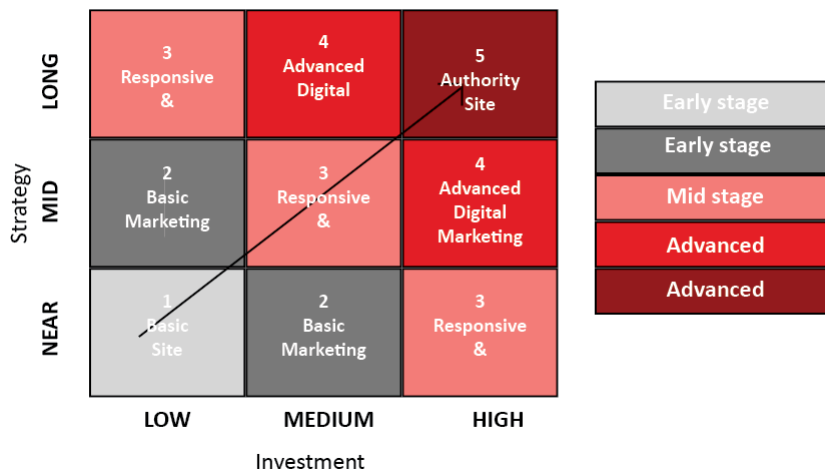 3
Responsive
&
4
Advanced
Digital
5
Authority
Site
LONG
2
Basic
Marketing
3
Responsive
&
4
Advanced
Digital
Marketing
Strategy
MID
1
Basic
Site
2
Basic
Marketing
3
Responsive
&
NEAR
LOW
MEDIUM
HIGH
Investment
Early stage
Early stage
Mid stage
Advanced
Advanced